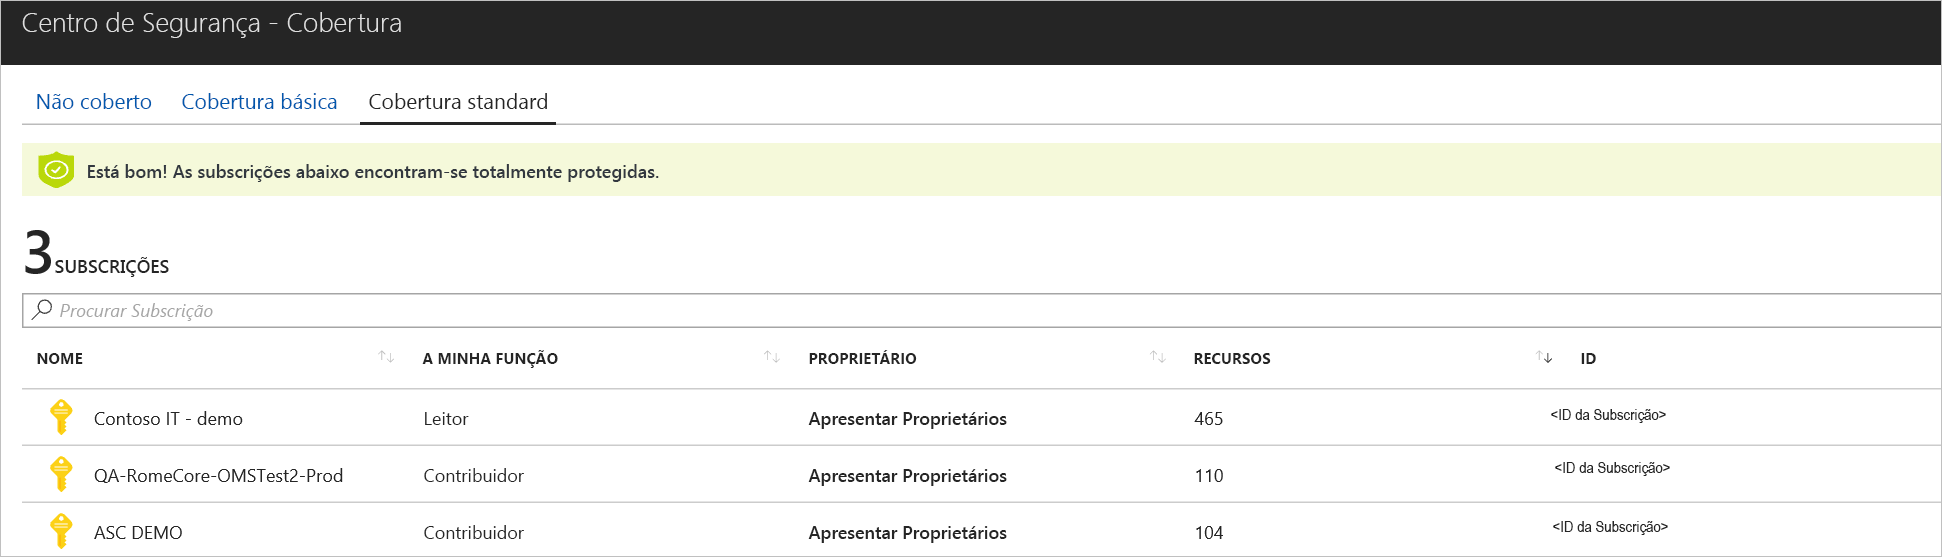 Centro de Segurança - Cobertura
Não coberto Cobertura básica Cobertura standard
Está bom! As subscrições abaixo encontram-se totalmente protegidas.
3 SUBSCRIÇÕES
Procurar Subscrição
NOME A MINHA FUNÇÃO PROPRIETÁRIO RECURSOS ID
Contoso IT - demo Leitor Apresentar Proprietários 465 <ID da Subscrição>
QA-RomeCore-OMSTest2-Prod Contribuidor Apresentar Proprietários 110 <ID da Subscrição>
ASC DEMO Contribuidor Apresentar Proprietários 104 <ID da Subscrição>